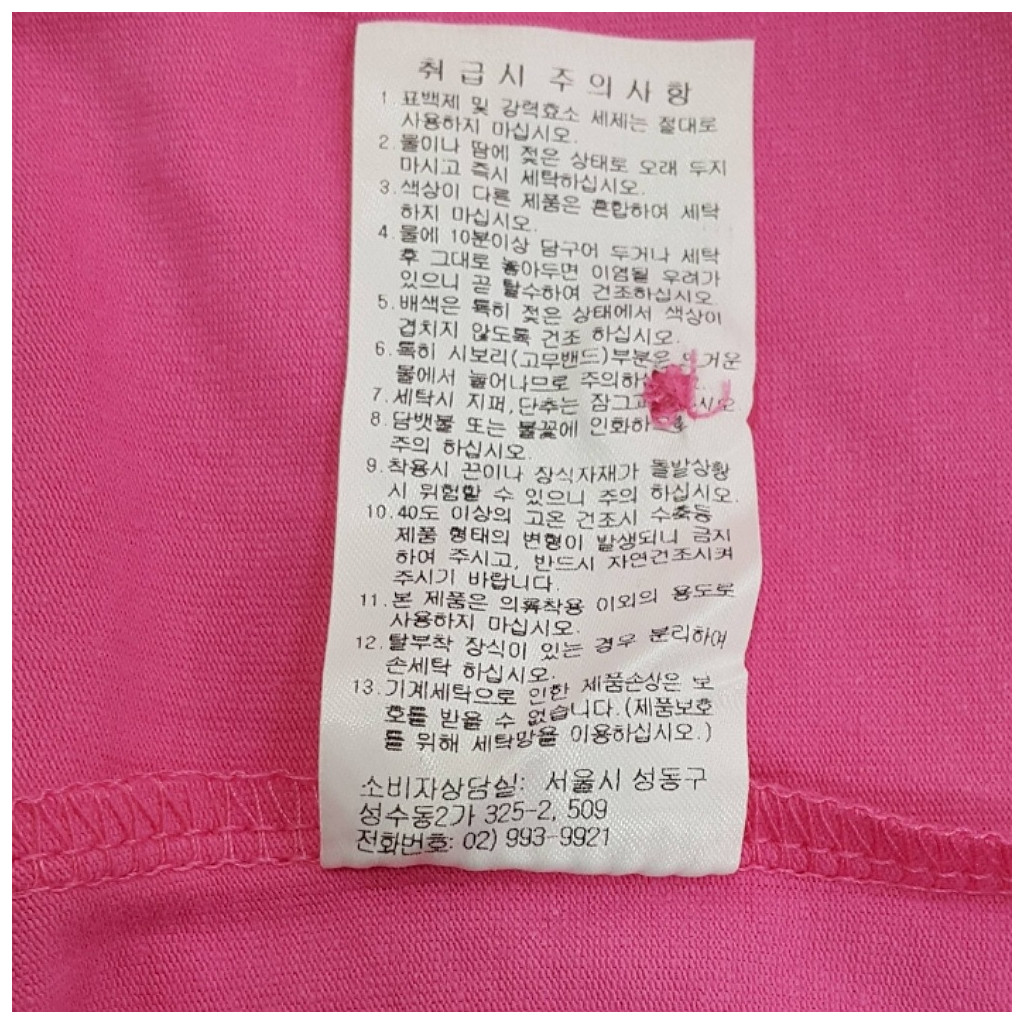 취급시 주의사항
1. 표백제 및 강력효소 세제는 절대로
사용하지 마십시오.
2. 물이나 땀에 젖은 상태로 오래 두지
마시고 즉시 세탁하십시오.
3. 색상이 다른 제품은 혼합하여 세탁
하지 마십시오.
4. 물에 10분이상 담구어 두거나 세탁
후 그대로 놓아두면 이염될 우려가
있으니 곧 탈수하여 건조하십시오.
5. 배색은 특히 젖은 상태에서 색상이
겹치지 않도록 건조 하십시오.
6. 특히 시보리(고무밴드)부분은
물에서 늘어나므로
7. 세탁시 지퍼,단추는
8. 담뱃불 또는 불꽃에
주의 하십시오.
9. 착용시 끈이나 장식자재가 돌발상황
시 위험할 수 있으니 주의 하십시오.
10. 40도 이상의 고온 건조시 수축등
제품 형태의 변형이 발생되니 금지
하여 주시고, 반드시 자연건조시켜
주시기 바랍니다.
11. 본 제품은 의류착용 이외의 용도로
사용하지 마십시오.
12. 탈부착 장식이 있는 경우 분리하여
손세탁 하십시오.
13. 기계세탁으로 인한 제품손상은 보
호를 받을 수 없습니다.(제품보호
를 위해 세탁망을 이용하십시오.)
소비자상담실: 서울시 성동구
성수동2가 325-2, 509
전화번호: 02) 993-9921